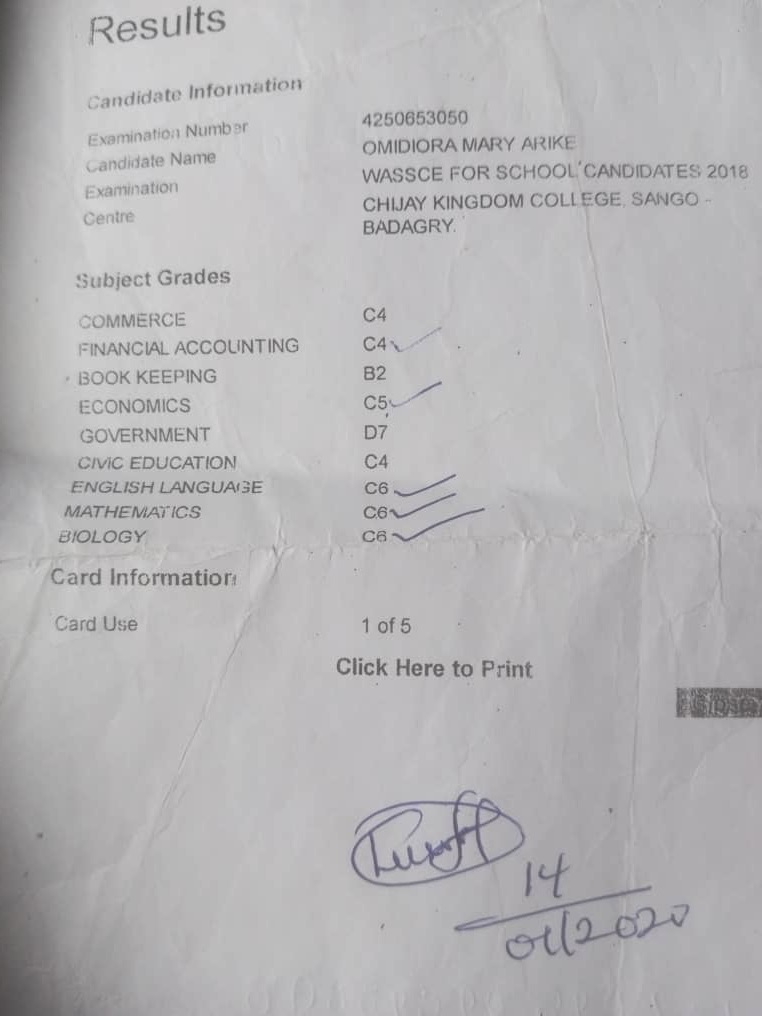 Results
Candidate Information
Examination Number 4250653050
Candidate Name OMIDIORA MARY ARIKE
Examination WASSCE FOR SCHOOL CANDIDATES 2018
Centre CHIJAY KINGDOM COLLEGE, SANGO -
BADAGRY.
Subject Grades
COMMERCE C4
FINANCIAL ACCOUNTING C4
BOOK KEEPING B2
ECONOMICS C5
GOVERNMENT D7
CIVIC EDUCATION C4
ENGLISH LANGUAGE C6
MATHEMATICS C6
BIOLOGY C6
Card Information
Card Use 1 of 5
Click Here to Print
14
01/2020